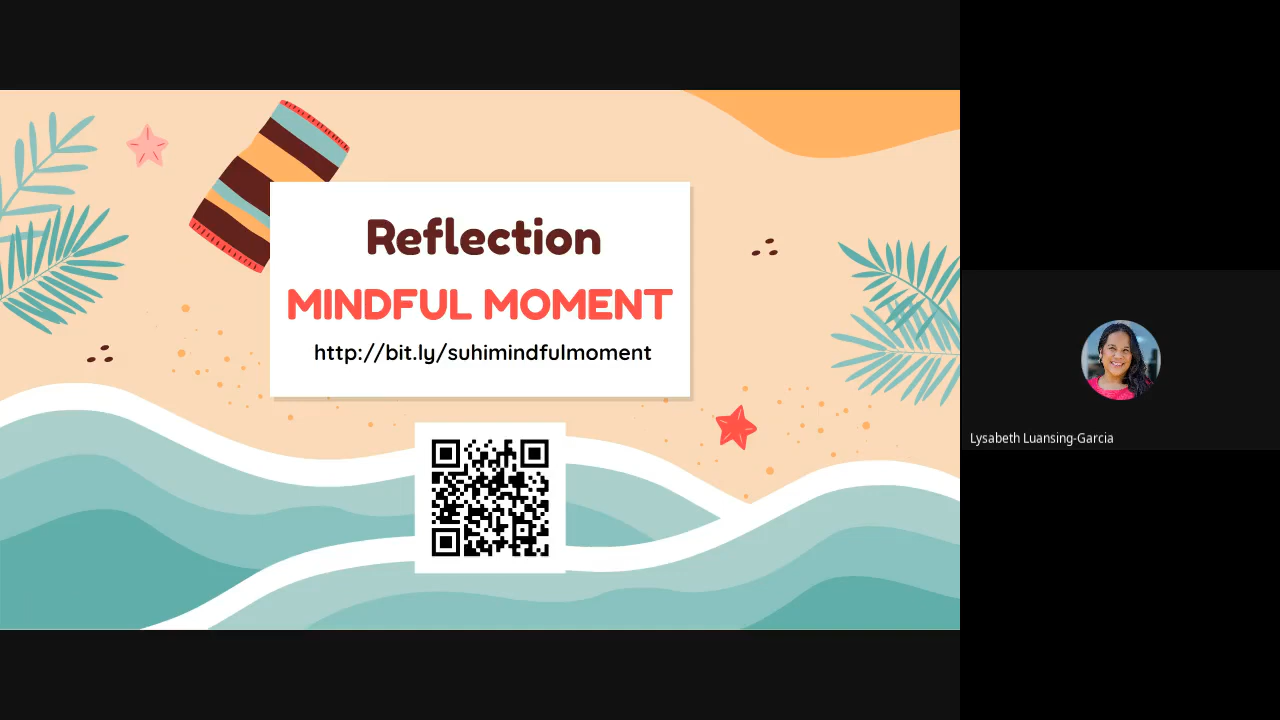 Reflection
MINDFUL MOMENT
http://bit.ly/suhimindfulmoment
Lysabeth Luansing-Garcia